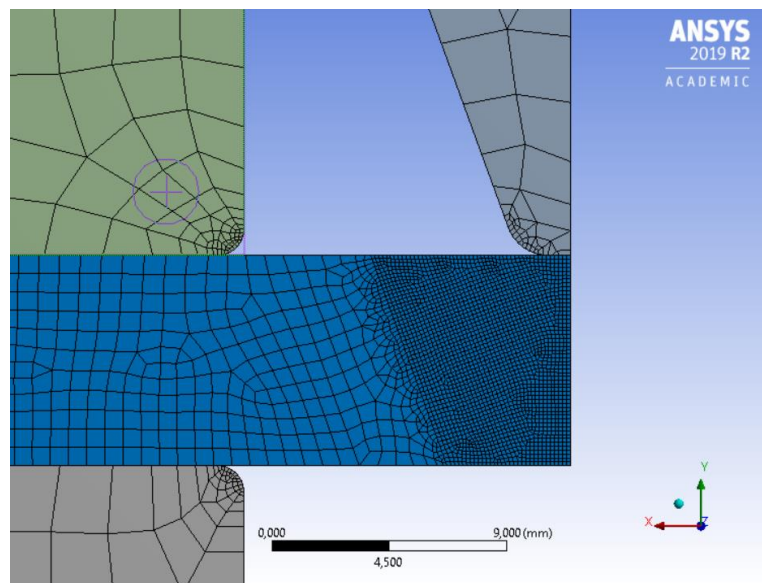 ANSYS
2019 R2
ACADEMIC
Y
X
Z
0,000
9,000 (mm)
4,500